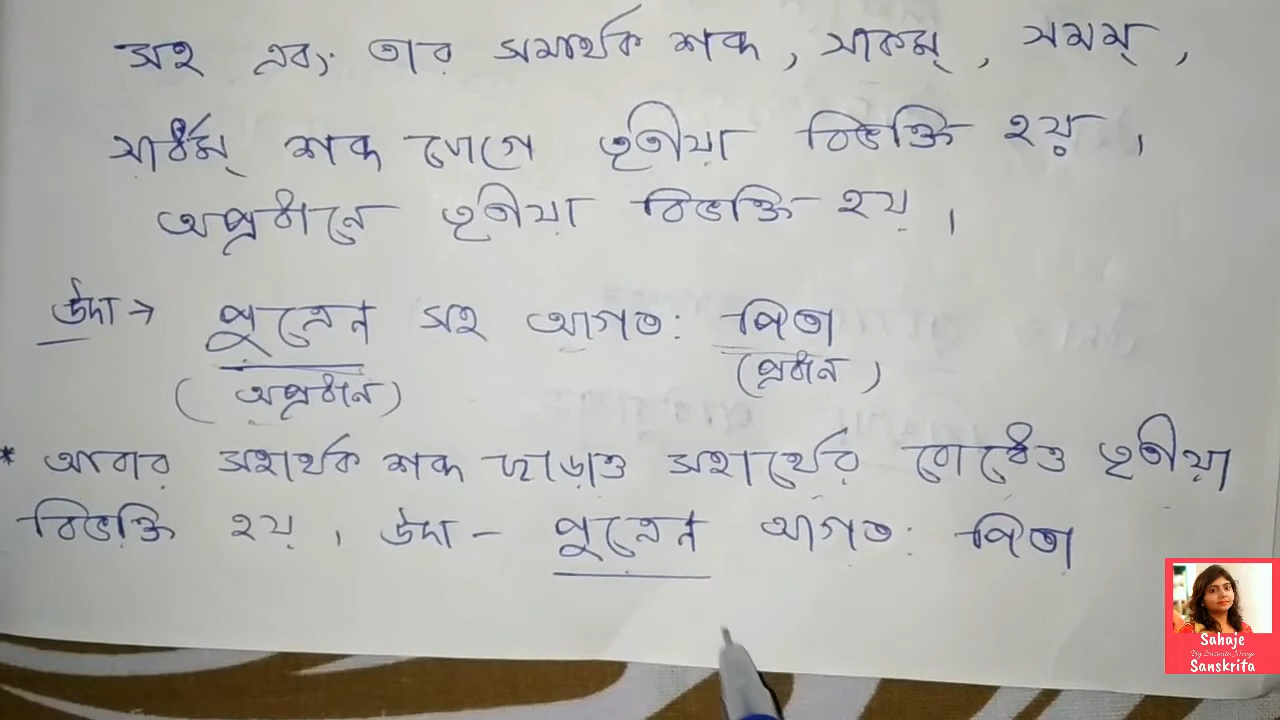 সহ এবং তার সমার্থক শব্দ, সাকম্, সমম্,
সার্ধম্ শব্দ যোগে তৃতীয়া বিভক্তি হয়।
অপ্রধানে তৃতীয়া বিভক্তি হয়।
উদা→ পুত্রেন সহ আগতঃ পিতা
(অপ্রধান) (প্রধান)
* আবার সহার্থক শব্দ ছাড়াও সহার্থের বোধেও তৃতীয়া
বিভক্তি হয়। উদা – পুত্রেন আগতঃ পিতা
Sahaje
Sanskrita